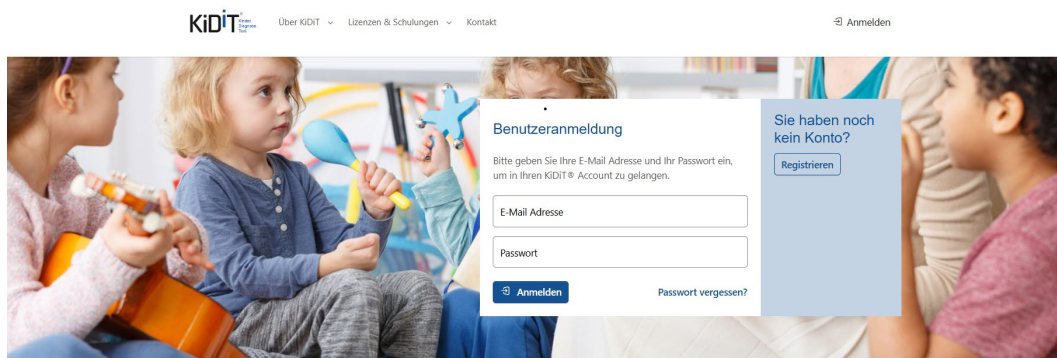 KiDiT®
Kinder
Diagnose
Tool
Über KiDiT
Lizenzen & Schulungen
Kontakt
Anmelden
Benutzeranmeldung
Bitte geben Sie Ihre E-Mail Adresse und Ihr Passwort ein,
um in Ihren KiDiT® Account zu gelangen.
E-Mail Adresse
Passwort
Anmelden
Passwort vergessen?
Sie haben noch
kein Konto?
Registrieren